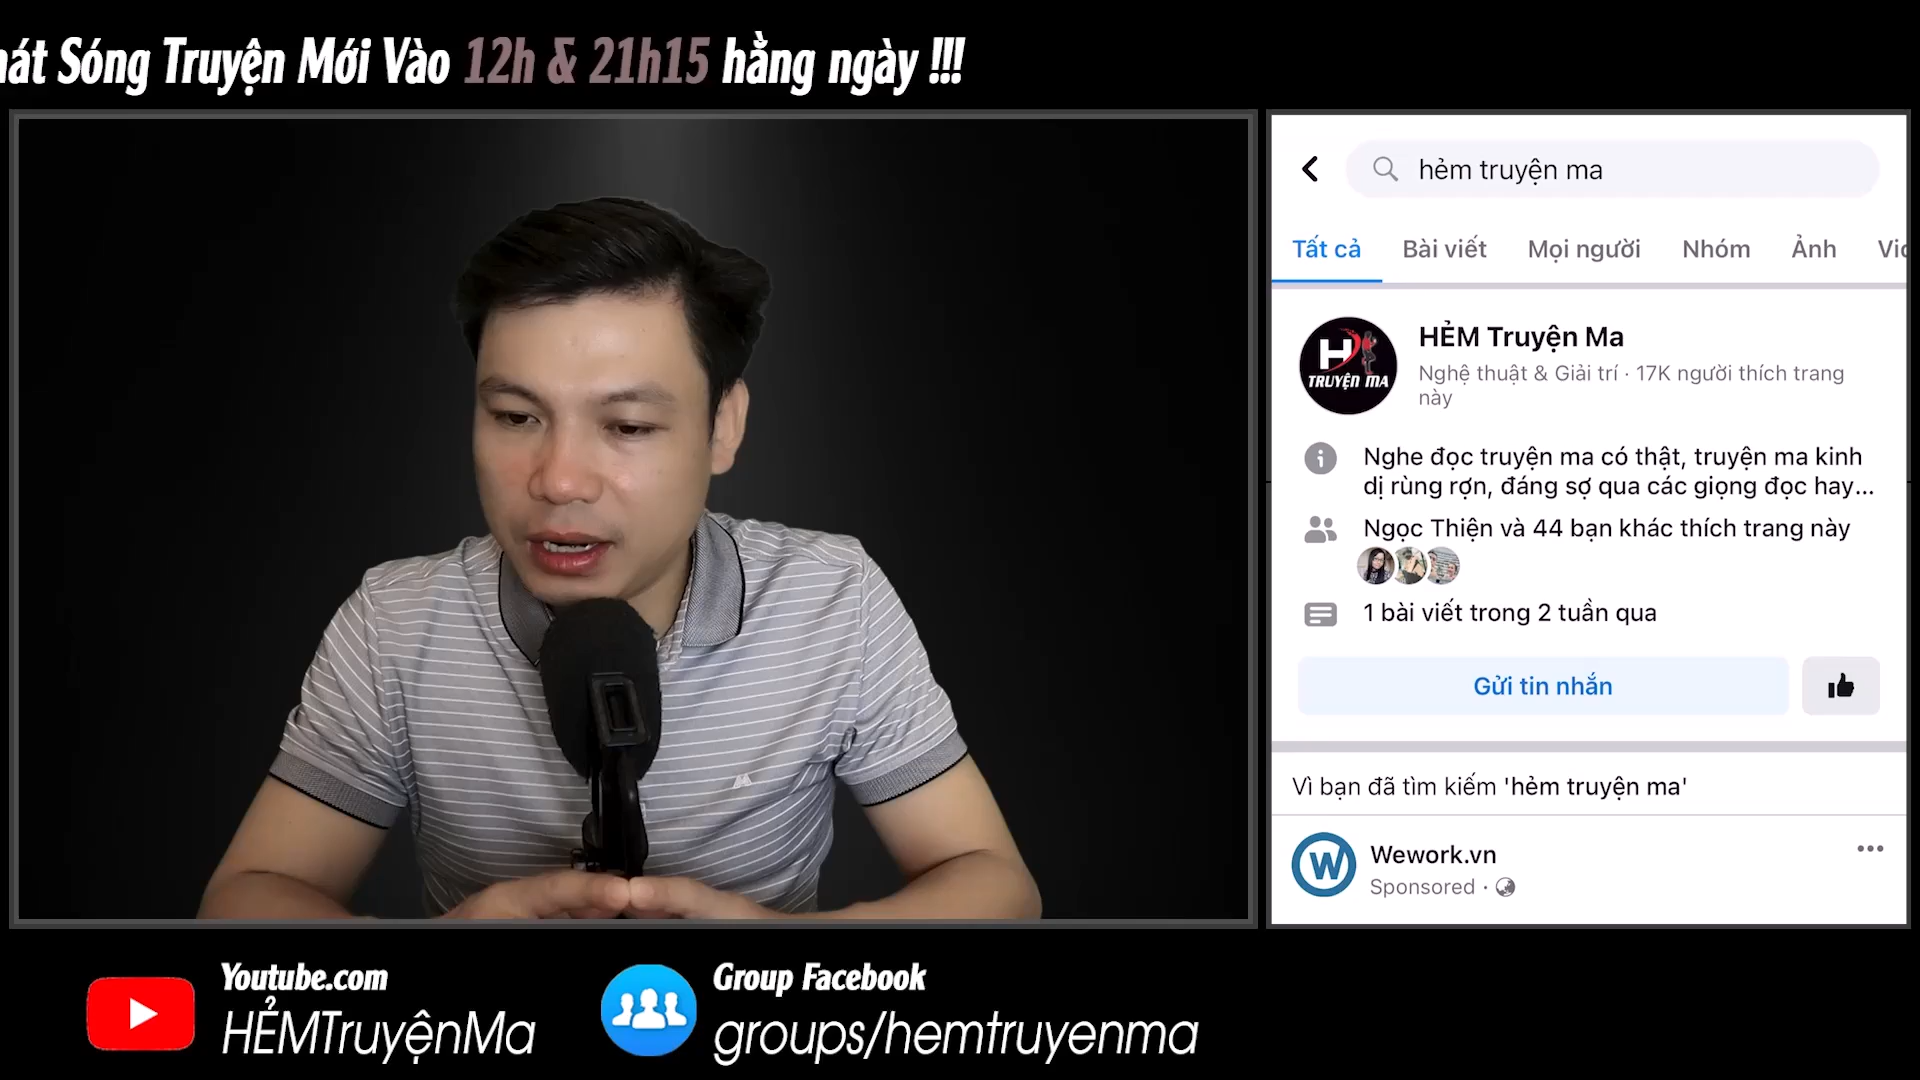 Sóng Truyện Mới Vào 12h & 21h15 hằng ngày !!!
hẻm truyện ma
Tất cả Bài viết Mọi người Nhóm Ảnh
HẺM Truyện Ma
Nghệ thuật & Giải trí · 17K người thích trang
này
H
TRUYỆN MA
Nghe đọc truyện ma có thật, truyện ma kinh
dị rùng rợn, đáng sợ qua các giọng đọc hay...
Ngọc Thiện và 44 bạn khác thích trang này
1 bài viết trong 2 tuần qua
Gửi tin nhắn
Vì bạn đã tìm kiếm 'hẻm truyện ma'
W
Wework.vn
Sponsored ·
Youtube.com
HẺMTruyệnMa
Group Facebook
groups/hemtruyenma